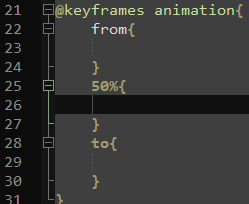 21 @keyframes animation{
22 from{
23
24 }
25 50%{
26
27 }
28 to{
29
30 }
31 }